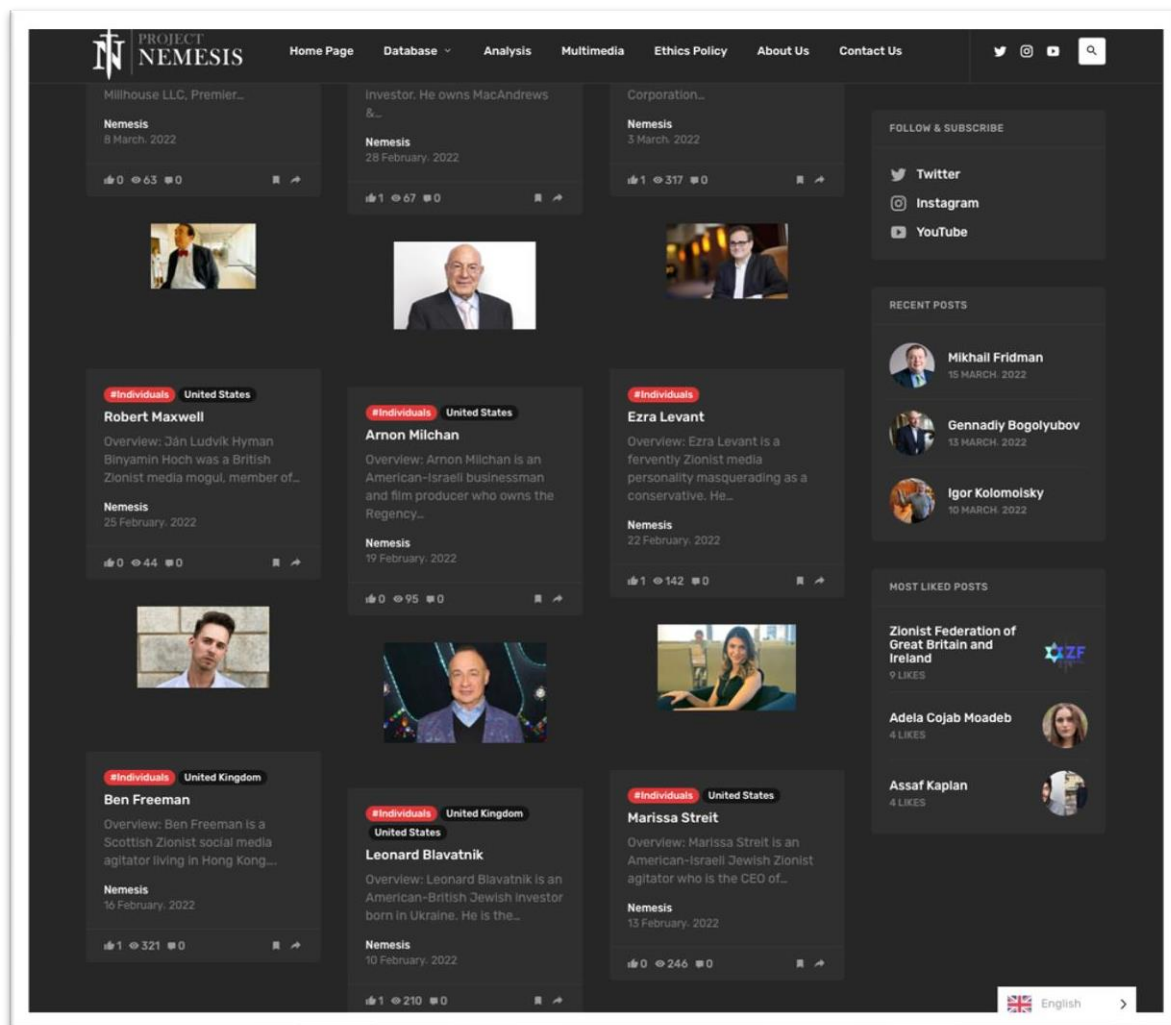 PROJECT
NEMESIS
Home Page
Database
Analysis
Multimedia
Ethics Policy
About Us
Contact Us
Millhouse LLC, Premier...
Nemesis
8 March، 2022
0 63 0
investor. He owns MacAndrews
&...
Nemesis
28 February، 2022
1 67 0
Corporation...
Nemesis
3 March، 2022
1 317 0
#Individuals United States
Robert Maxwell
Overview: Ján Ludvík Hyman
Binyamin Hoch was a British
Zionist media mogul, member of...
Nemesis
25 February، 2022
0 44 0
#Individuals United States
Arnon Milchan
Overview: Arnon Milchan is an
American-Israeli businessman
and film producer who owns the
Regency...
Nemesis
19 February، 2022
0 95 0
#Individuals
Ezra Levant
Overview: Ezra Levant is a
fervently Zionist media
personality masquerading as a
conservative. He...
Nemesis
22 February، 2022
1 142 0
#Individuals United Kingdom
Ben Freeman
Overview: Ben Freeman is a
Scottish Zionist social media
agitator living in Hong Kong....
Nemesis
16 February، 2022
1 321 0
#Individuals United Kingdom
United States
Leonard Blavatnik
Overview: Leonard Blavatnik is an
American-British Jewish investor
born in Ukraine. He is the...
Nemesis
10 February، 2022
1 210 0
#Individuals United States
Marissa Streit
Overview: Marissa Streit is an
American-Israeli Jewish Zionist
agitator who is the CEO of...
Nemesis
13 February، 2022
0 246 0
FOLLOW & SUBSCRIBE
Twitter
Instagram
YouTube
RECENT POSTS
Mikhail Fridman
15 MARCH، 2022
Gennadiy Bogolyubov
13 MARCH، 2022
Igor Kolomoisky
10 MARCH، 2022
MOST LIKED POSTS
Zionist Federation of
Great Britain and
Ireland
9 LIKES
ZF
Adela Cojab Moadeb
4 LIKES
Assaf Kaplan
4 LIKES
English